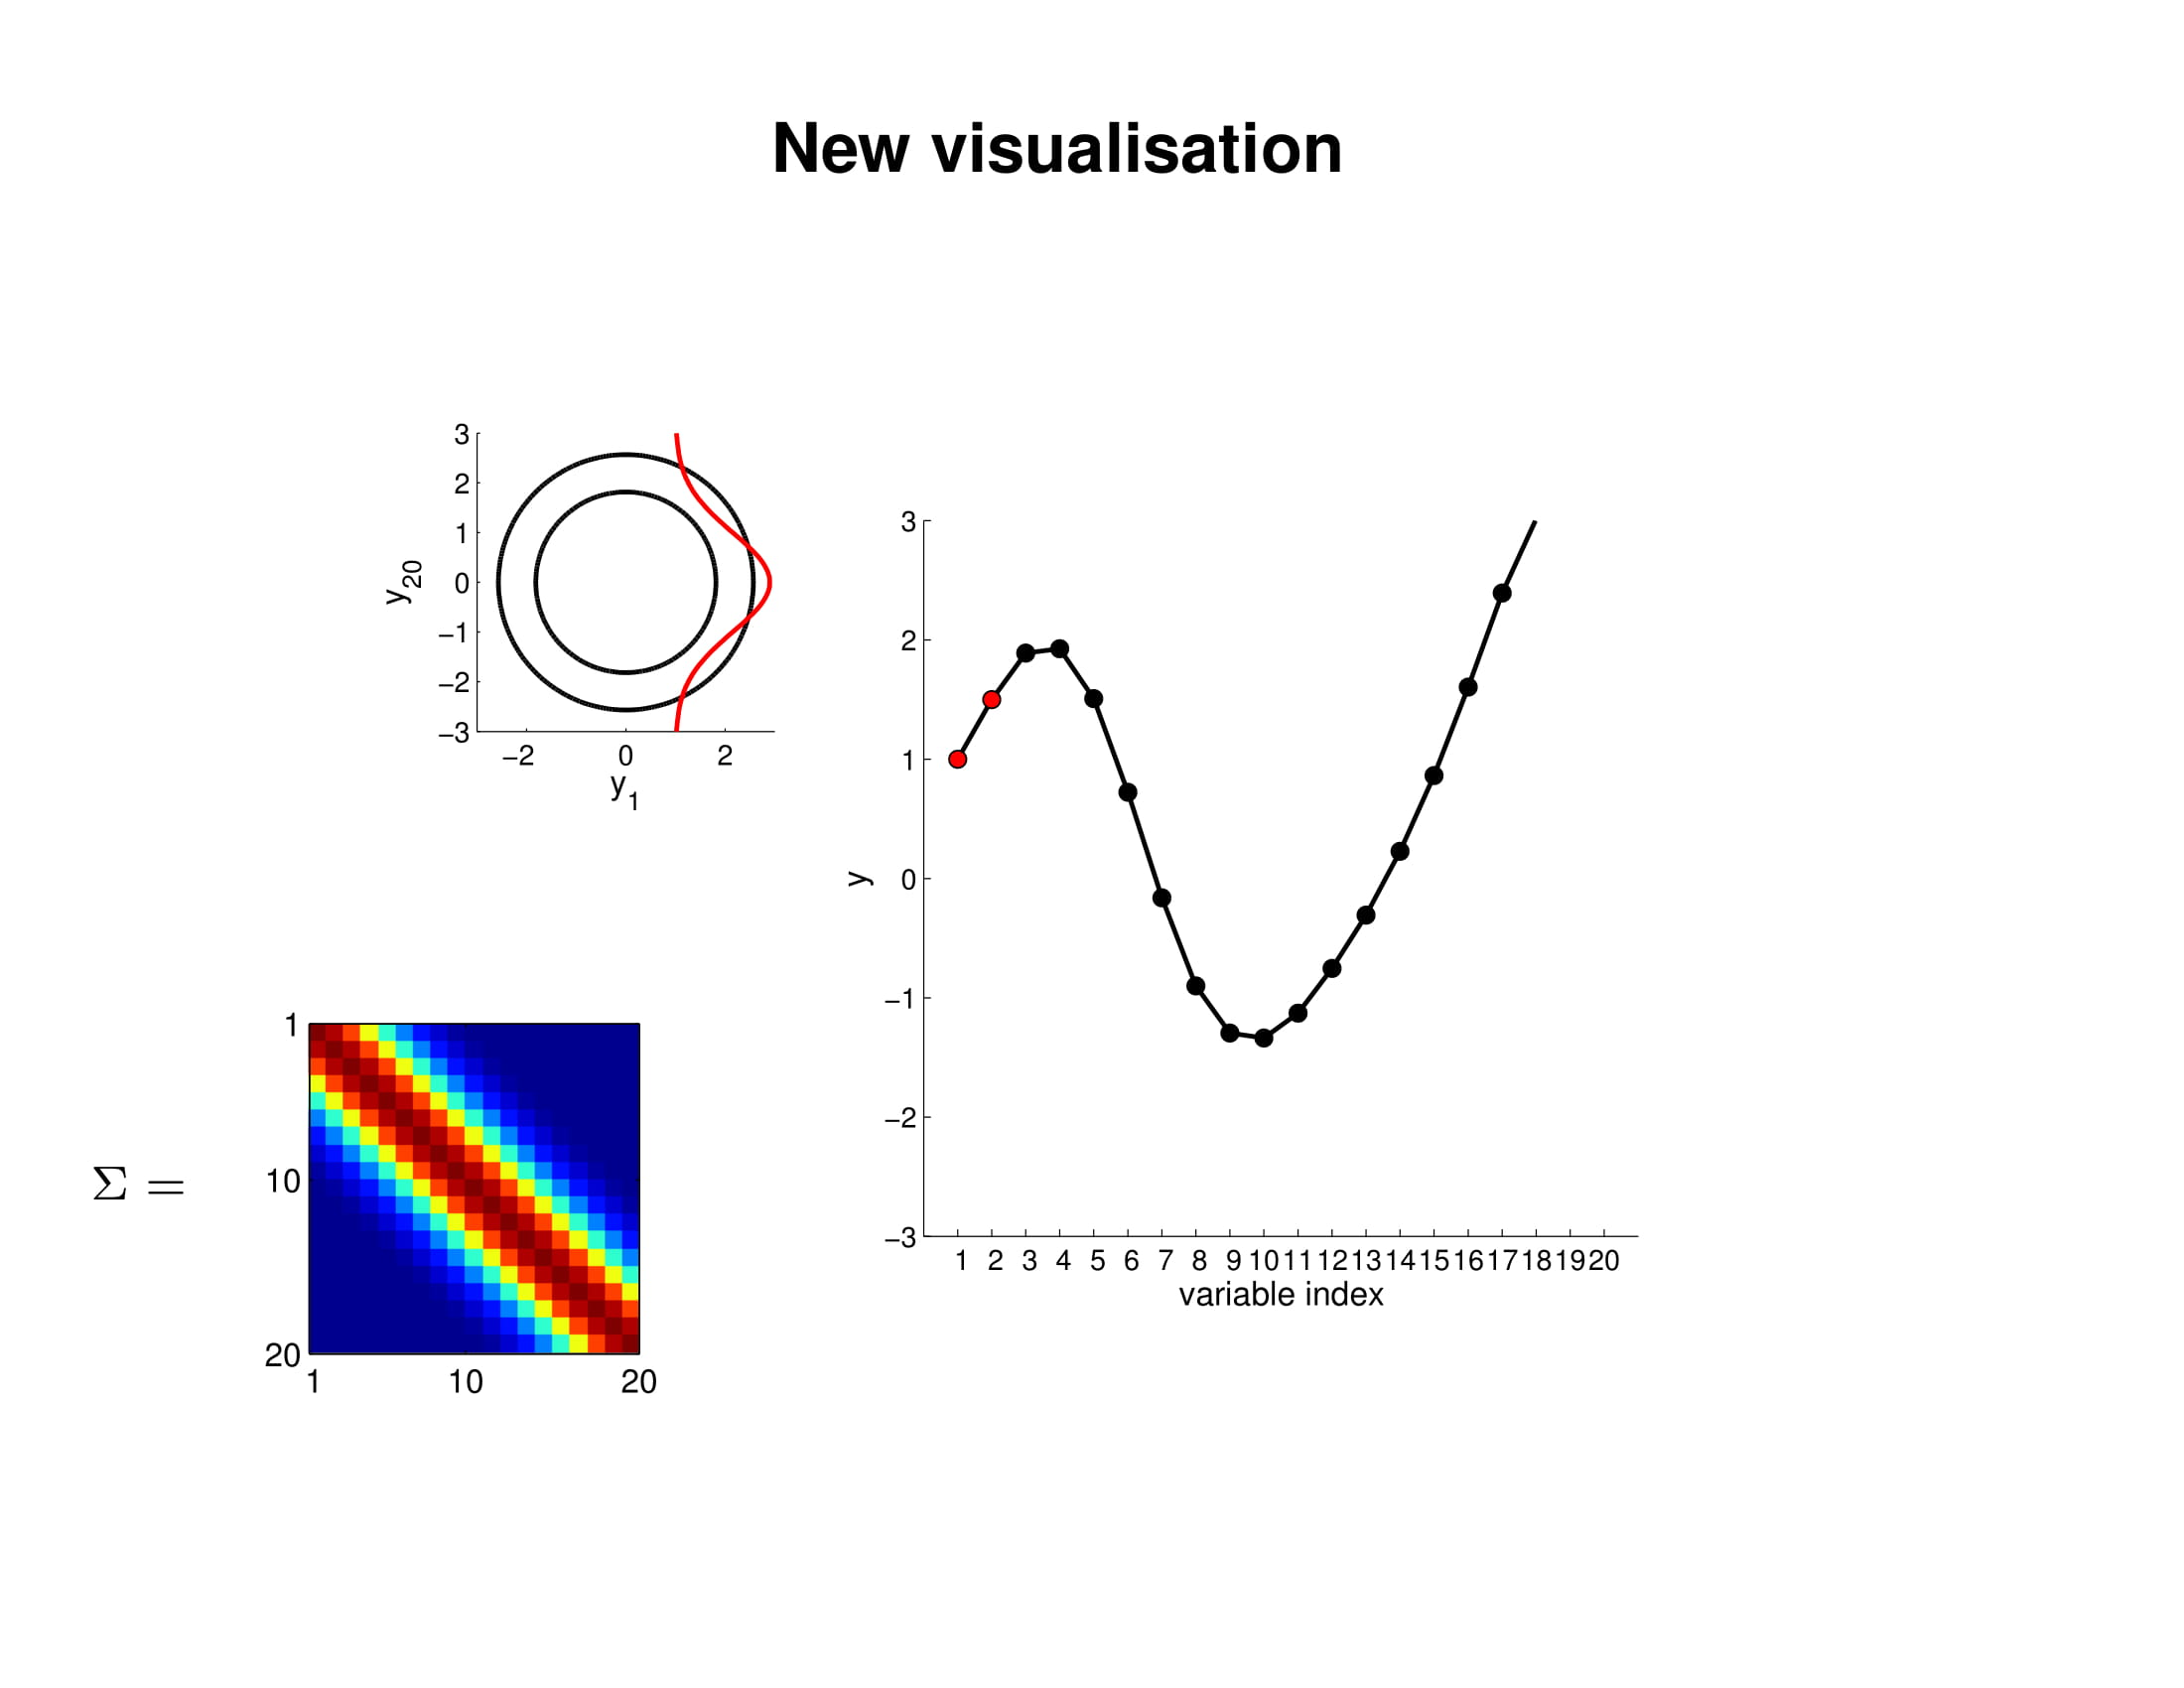 New visualisation
3
2
1
0
−1
−2
−3
y20
−2 0 2
y1
3
2
1
0
−1
−2
−3
y
1 2 3 4 5 6 7 8 9 10 11 12 13 14 15 16 17 18 19 20
variable index
Σ =
1
10
20
1 10 20